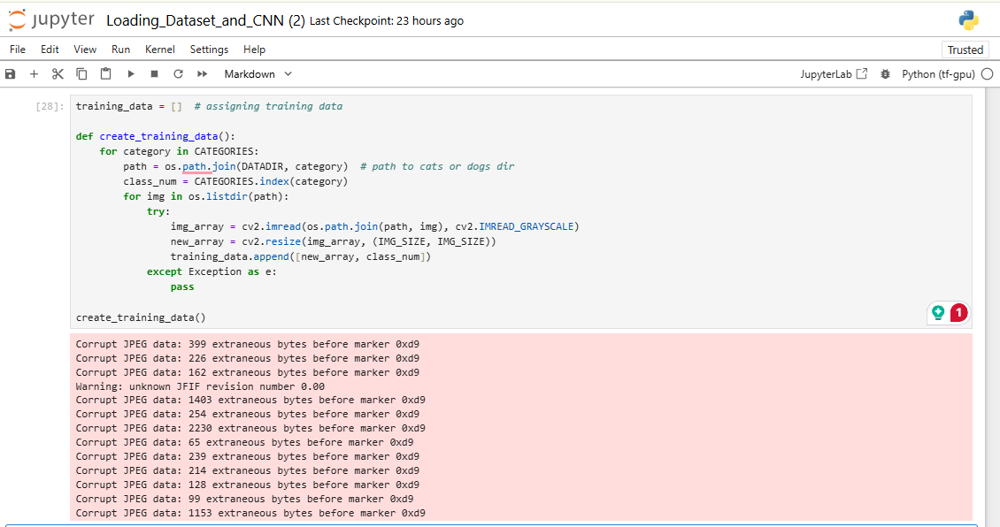 jupyter Loading_Dataset_and_CNN (2) Last Checkpoint: 23 hours ago
File Edit View Run Kernel Settings Help Trusted
Markdown JupyterLab Python (tf-gpu)
[28]: training_data = []  # assigning training data
def create_training_data():
    for category in CATEGORIES:
        path = os.path.join(DATADIR, category)  # path to cats or dogs dir
        class_num = CATEGORIES.index(category)
        for img in os.listdir(path):
            try:
                img_array = cv2.imread(os.path.join(path, img), cv2.IMREAD_GRAYSCALE)
                new_array = cv2.resize(img_array, (IMG_SIZE, IMG_SIZE))
                training_data.append([new_array, class_num])
            except Exception as e:
                pass
create_training_data()
1
Corrupt JPEG data: 399 extraneous bytes before marker 0xd9
Corrupt JPEG data: 226 extraneous bytes before marker 0xd9
Corrupt JPEG data: 162 extraneous bytes before marker 0xd9
Warning: unknown JFIF revision number 0.00
Corrupt JPEG data: 1403 extraneous bytes before marker 0xd9
Corrupt JPEG data: 254 extraneous bytes before marker 0xd9
Corrupt JPEG data: 2230 extraneous bytes before marker 0xd9
Corrupt JPEG data: 65 extraneous bytes before marker 0xd9
Corrupt JPEG data: 239 extraneous bytes before marker 0xd9
Corrupt JPEG data: 214 extraneous bytes before marker 0xd9
Corrupt JPEG data: 128 extraneous bytes before marker 0xd9
Corrupt JPEG data: 99 extraneous bytes before marker 0xd9
Corrupt JPEG data: 1153 extraneous bytes before marker 0xd9